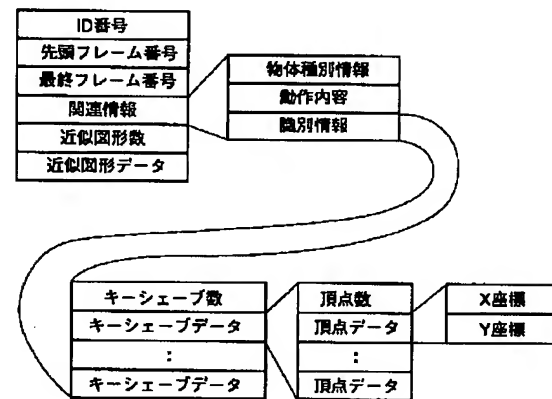 ID番号
先頭フレーム番号
最終フレーム番号
関連情報
近似図形数
近似図形データ
物体種別情報
動作内容
識別情報
キーシェーブ数
キーシェーブデータ
:
キーシェーブデータ
頂点数
頂点データ
:
頂点データ
X座標
Y座標